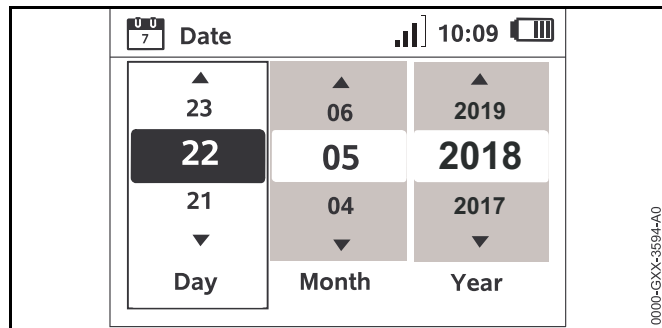 7 Date 10:09
23 06 2019
22 05 2018
21 04 2017
Day Month Year
0000-GXX-3594-A0